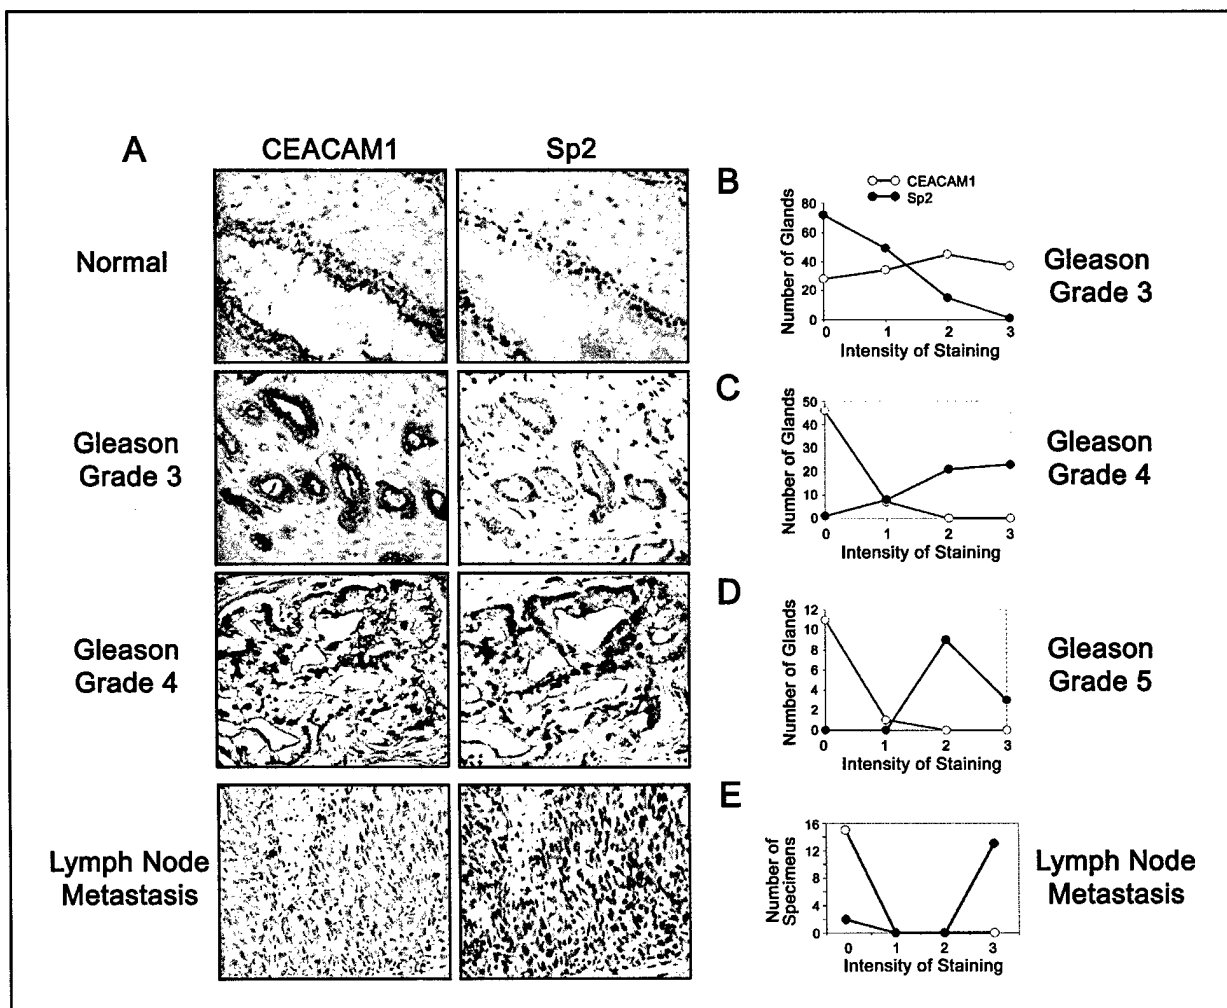 A
CEACAM1
Sp2
Normal
Gleason
Grade 3
Gleason
Grade 4
Lymph Node
Metastasis
B
CEACAM1
Sp2
Number of Glands
80
60
40
20
0
0 1 2 3
Intensity of Staining
Gleason
Grade 3
C
Number of Glands
50
40
30
20
10
0
0 1 2 3
Intensity of Staining
Gleason
Grade 4
D
Number of Glands
12
10
8
6
4
2
0
0 1 2 3
Intensity of Staining
Gleason
Grade 5
E
Number of
Specimens
16
12
8
4
0
0 1 2 3
Intensity of Staining
Lymph Node
Metastasis